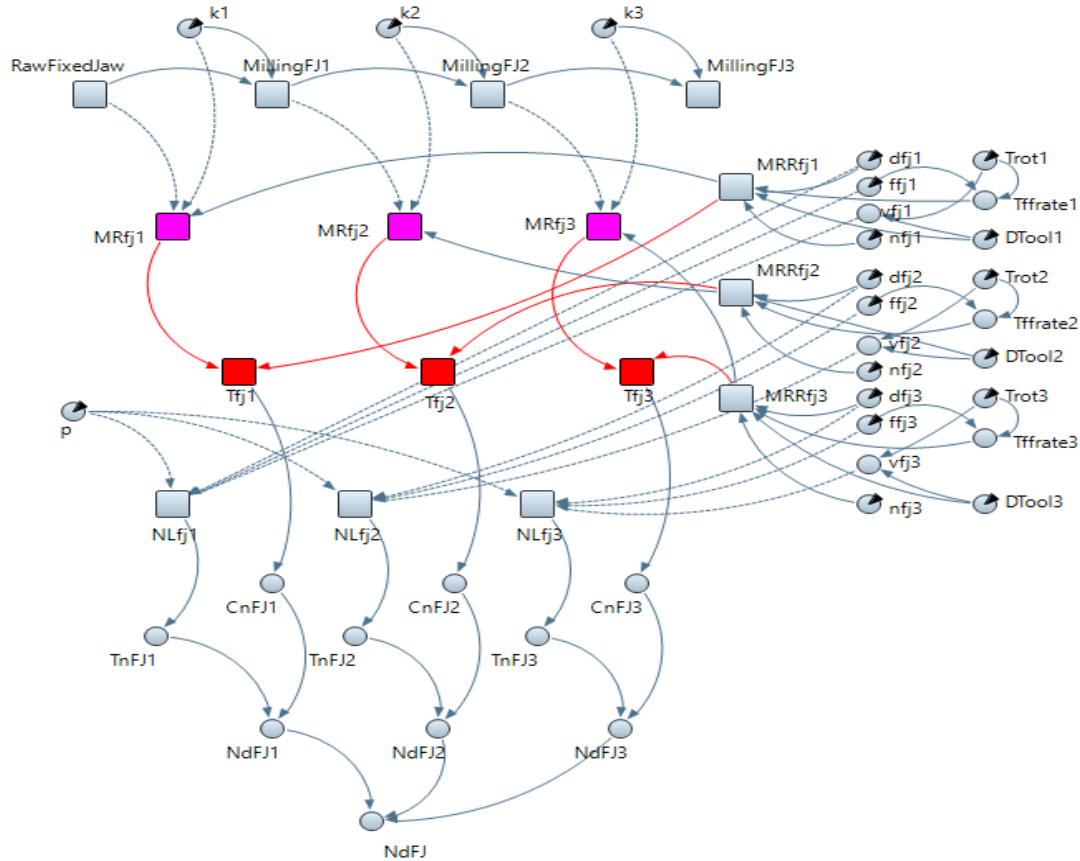 k1
k2
k3
RawFixedJaw
MillingFJ1
MillingFJ2
MillingFJ3
MRRfj1
dfj1
Trot1
ffj1
Tffrate1
vfj1
MRfj1
MRfj2
MRfj3
nfj1
DTool1
MRRfj2
dfj2
Trot2
ffj2
Tffrate2
vfj2
DTool2
nfj2
Tfj1
Tfj2
Tfj3
MRRfj3
dfj3
Trot3
ffj3
p
Tffrate3
vfj3
nfj3
DTool3
NLfj1
NLfj2
NLfj3
CnFJ1
CnFJ2
CnFJ3
TnFJ1
TnFJ2
TnFJ3
NdFJ1
NdFJ2
NdFJ3
NdFJ